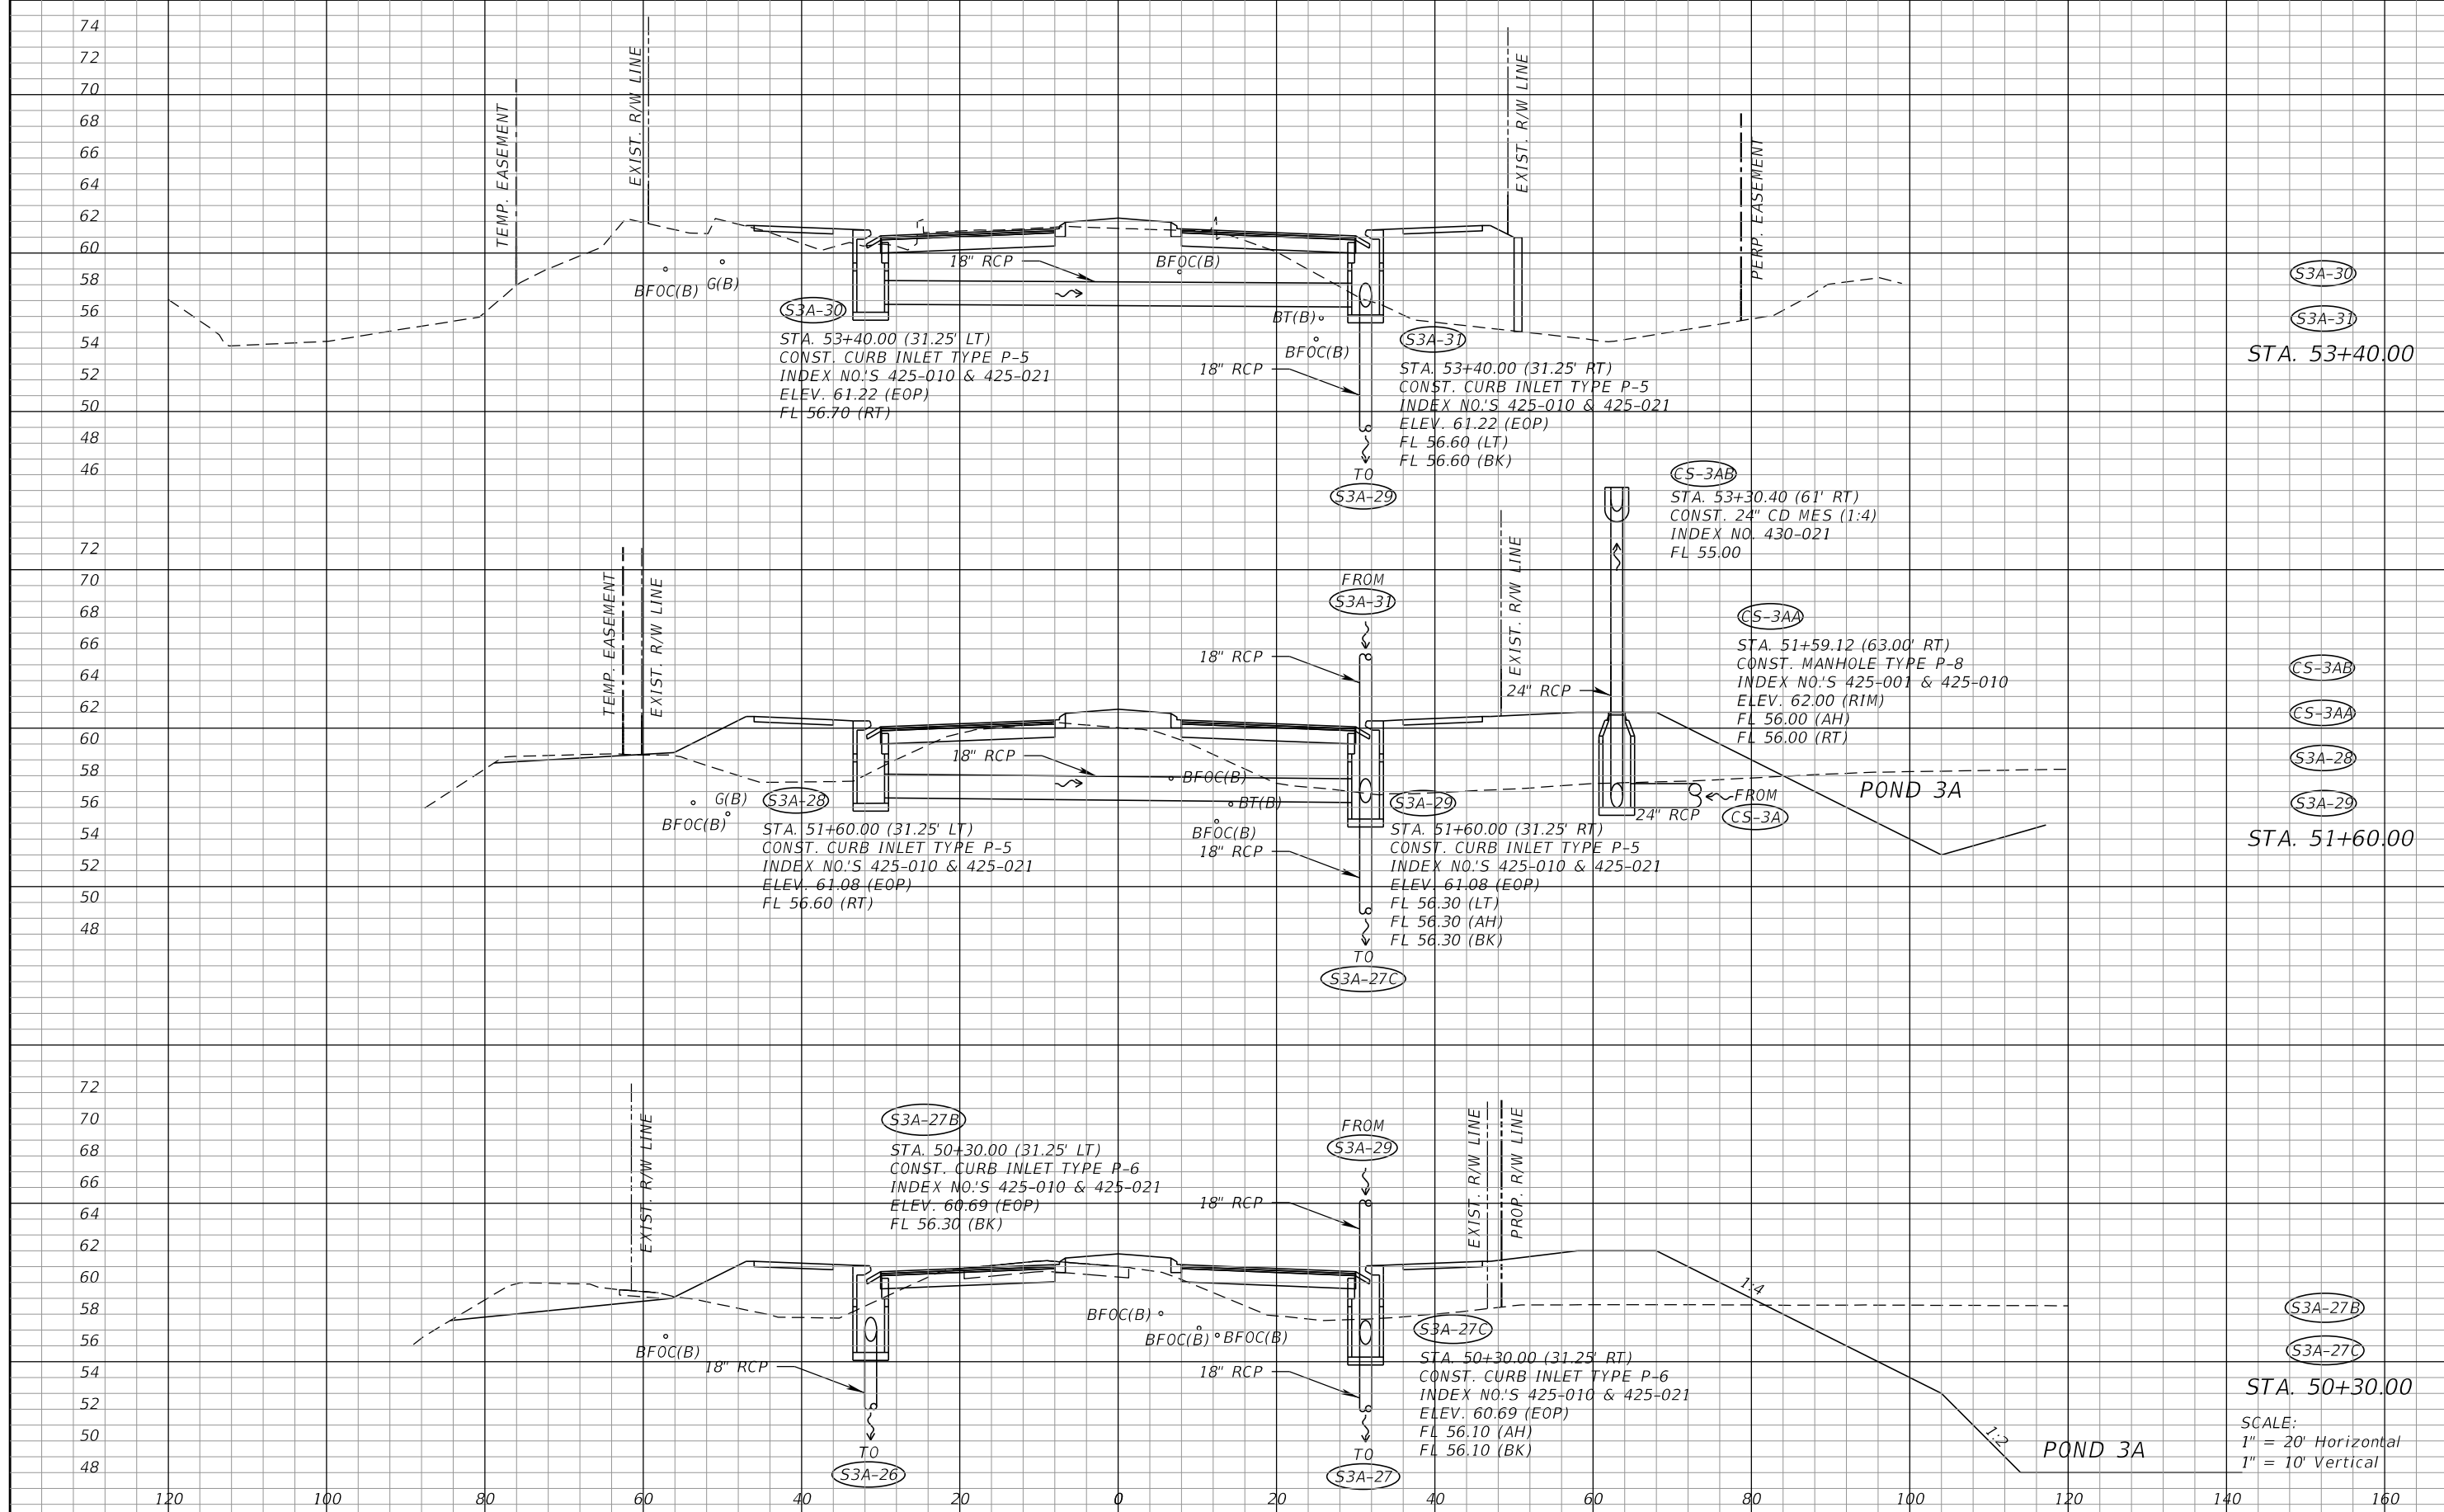 74
72
70
68
66
64
62
60
58
56
54
52
50
48
46
TEMP. EASEMENT
EXIST. R/W LINE
EXIST. R/W LINE
PERP. EASEMENT
BFOC(B)
G(B)
18" RCP
BFOC(B)
BT(B)
BFOC(B)
18" RCP
S3A-30
STA. 53+40.00 (31.25' LT)
CONST. CURB INLET TYPE P-5
INDEX NO.'S 425-010 & 425-021
ELEV. 61.22 (EOP)
FL 56.70 (RT)
S3A-31
STA. 53+40.00 (31.25' RT)
CONST. CURB INLET TYPE P-5
INDEX NO.'S 425-010 & 425-021
ELEV. 61.22 (EOP)
FL 56.60 (LT)
FL 56.60 (BK)
TO
S3A-29
S3A-30
S3A-31
STA. 53+40.00
CS-3AB
STA. 53+30.40 (61' RT)
CONST. 24" CD MES (1:4)
INDEX NO. 430-021
FL 55.00
72
70
68
66
64
62
60
58
56
54
52
50
48
TEMP. EASEMENT
EXIST. R/W LINE
FROM
S3A-31
18" RCP
EXIST. R/W LINE
24" RCP
CS-3AA
STA. 51+59.12 (63.00' RT)
CONST. MANHOLE TYPE P-8
INDEX NO.'S 425-001 & 425-010
ELEV. 62.00 (RIM)
FL 56.00 (AH)
FL 56.00 (RT)
18" RCP
BFOC(B)
BT(B)
BFOC(B)
18" RCP
G(B)
BFOC(B)
S3A-28
STA. 51+60.00 (31.25' LT)
CONST. CURB INLET TYPE P-5
INDEX NO.'S 425-010 & 425-021
ELEV. 61.08 (EOP)
FL 56.60 (RT)
S3A-29
STA. 51+60.00 (31.25' RT)
CONST. CURB INLET TYPE P-5
INDEX NO.'S 425-010 & 425-021
ELEV. 61.08 (EOP)
FL 56.30 (LT)
FL 56.30 (AH)
FL 56.30 (BK)
24" RCP
FROM
CS-3A
POND 3A
TO
S3A-27C
CS-3AB
CS-3AA
S3A-28
S3A-29
STA. 51+60.00
72
70
68
66
64
62
60
58
56
54
52
50
48
EXIST. R/W LINE
S3A-27B
STA. 50+30.00 (31.25' LT)
CONST. CURB INLET TYPE P-6
INDEX NO.'S 425-010 & 425-021
ELEV. 60.69 (EOP)
FL 56.30 (BK)
FROM
S3A-29
18" RCP
EXIST. R/W LINE
PROP. R/W LINE
BFOC(B)
BFOC(B)
BFOC(B)
BFOC(B)
18" RCP
18" RCP
TO
S3A-26
S3A-27C
STA. 50+30.00 (31.25' RT)
CONST. CURB INLET TYPE P-6
INDEX NO.'S 425-010 & 425-021
ELEV. 60.69 (EOP)
FL 56.10 (AH)
FL 56.10 (BK)
TO
S3A-27
1:4
1:2
POND 3A
S3A-27B
S3A-27C
STA. 50+30.00
SCALE:
1" = 20' Horizontal
1" = 10' Vertical
120 100 80 60 40 20 0 20 40 60 80 100 120 140 160